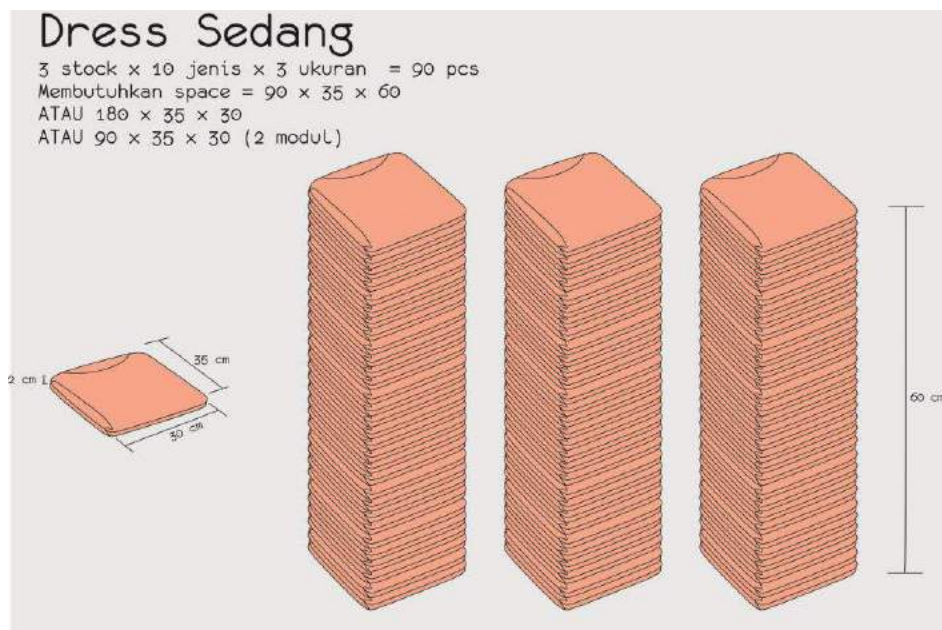 Dress Sedang
3 stock x 10 jenis x 3 ukuran = 90 pcs
Membutuhkan space = 90 x 35 x 60
ATAU 180 x 35 x 30
ATAU 90 x 35 x 30 (2 modul)
35 cm
2 cm
30 cm
60 cm